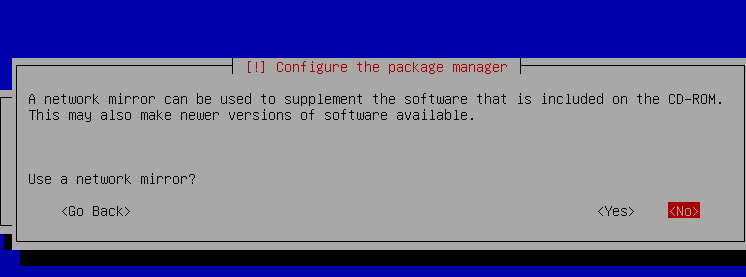 [!] Configure the package manager
A network mirror can be used to supplement the software that is included on the CD-ROM.
This may also make newer versions of software available.
Use a network mirror?
<Go Back> <Yes> <No>